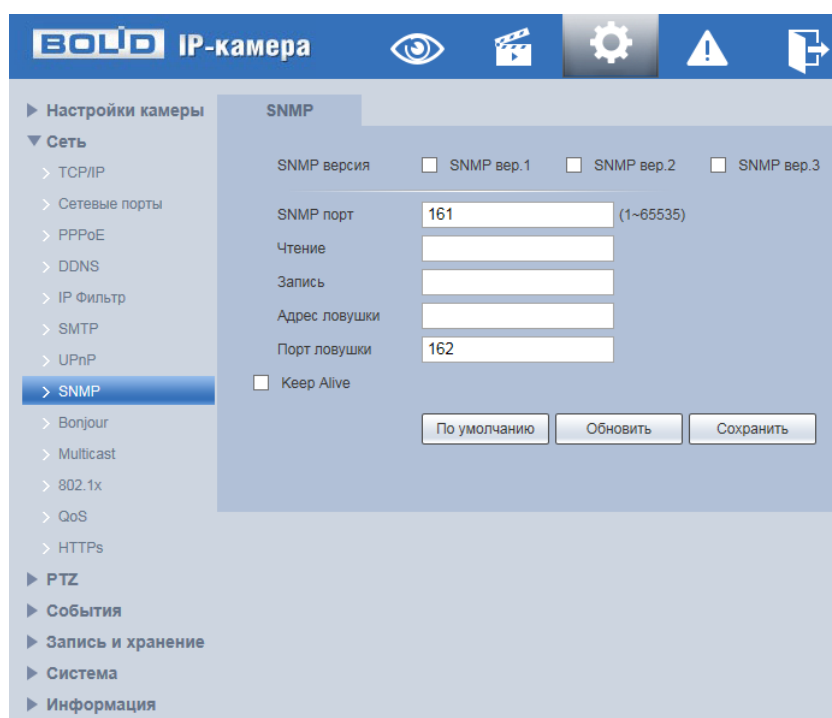 BOLID IP-камера
Настройки камеры
Сеть
TCP/IP
Сетевые порты
PPPoE
DDNS
IP Фильтр
SMTP
UPnP
SNMP
Bonjour
Multicast
802.1x
QoS
HTTPs
PTZ
События
Запись и хранение
Система
Информация
SNMP
SNMP версия SNMP вер.1 SNMP вер.2 SNMP вер.3
SNMP порт 161 (1~65535)
Чтение
Запись
Адрес ловушки
Порт ловушки 162
Keep Alive
По умолчанию Обновить Сохранить